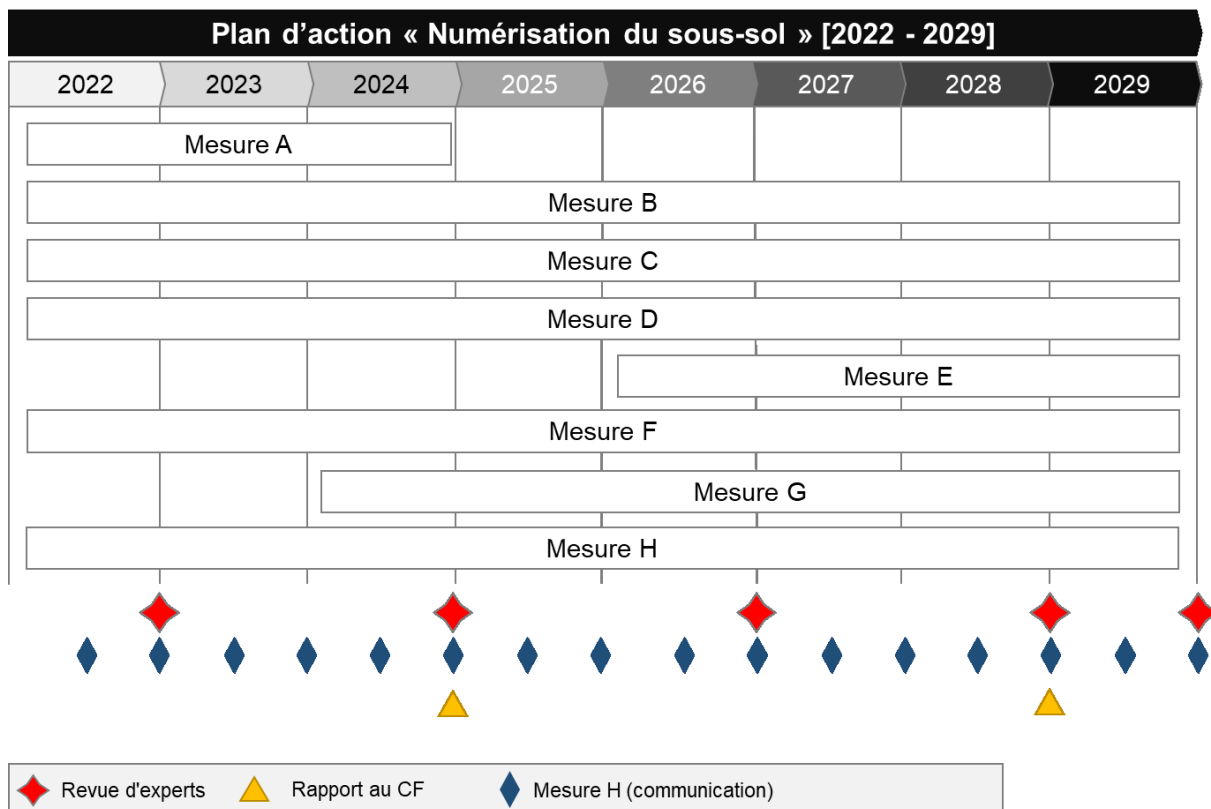 Plan d’action « Numérisation du sous-sol » [2022 - 2029]
2022 2023 2024 2025 2026 2027 2028 2029
Mesure A
Mesure B
Mesure C
Mesure D
Mesure E
Mesure F
Mesure G
Mesure H
Revue d'experts Rapport au CF Mesure H (communication)